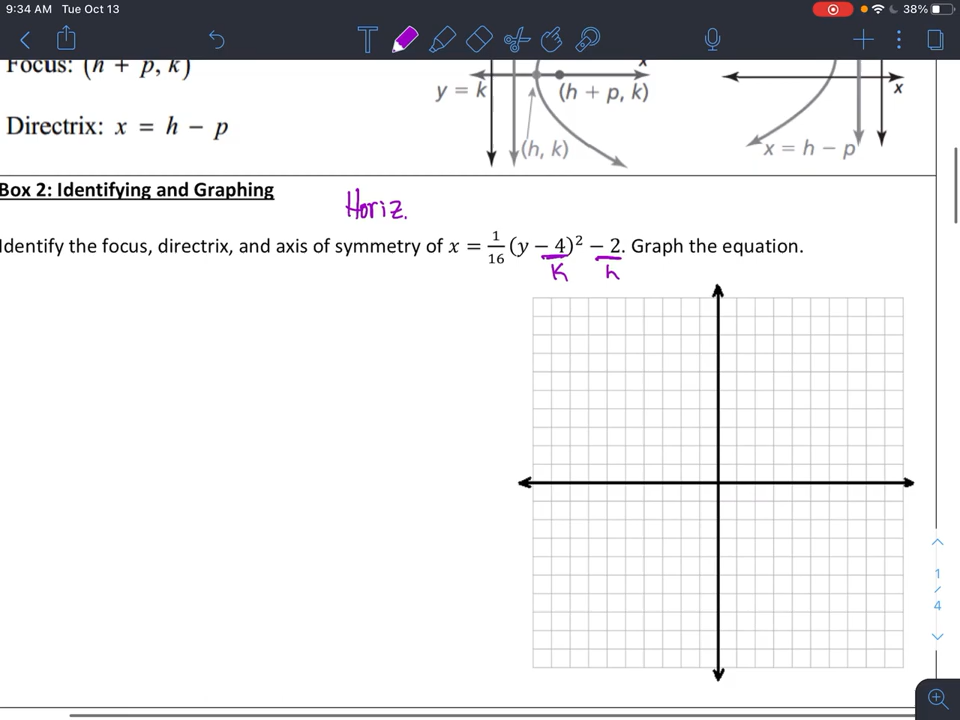 9:34 AM Tue Oct 13
38%
T
Focus: (h + p, k)
Directrix: x = h − p
x
y = k
(h + p, k)
(h, k)
x
x = h − p
Box 2: Identifying and Graphing
Horiz.
Identify the focus, directrix, and axis of symmetry of x = 1/16 (y − 4)² − 2. Graph the equation.
K
h
1
/
4